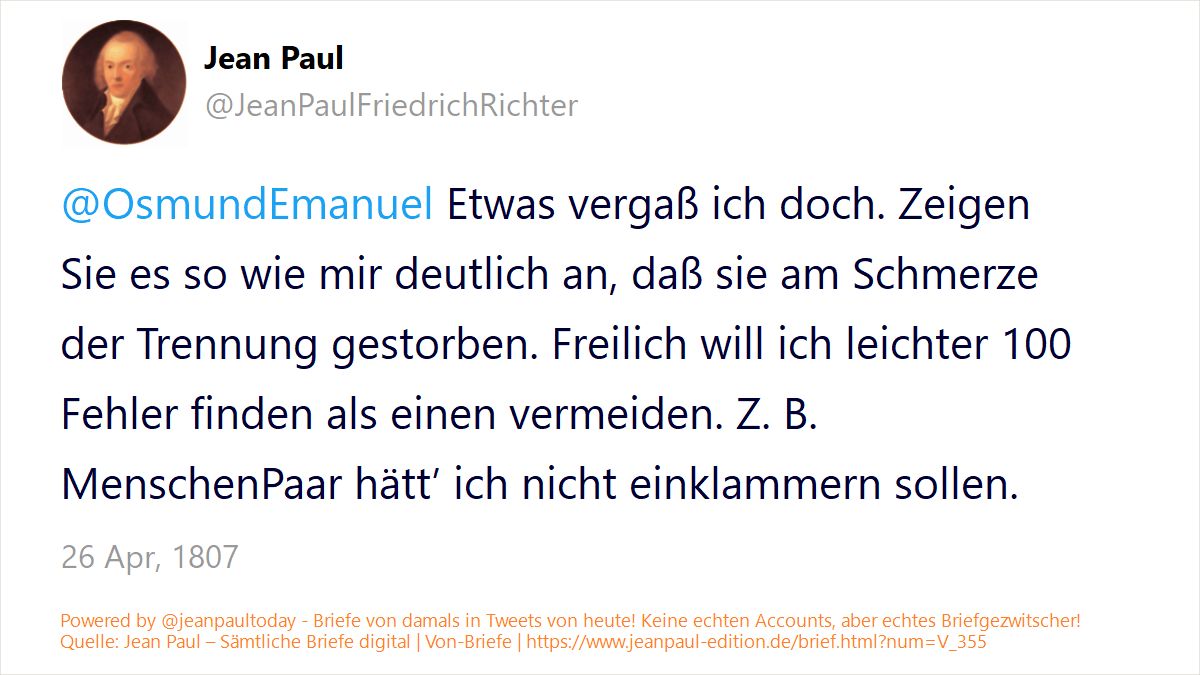 Jean Paul
@JeanPaulFriedrichRichter
@OsmundEmanuel Etwas vergaß ich doch. Zeigen
Sie es so wie mir deutlich an, daß sie am Schmerze
der Trennung gestorben. Freilich will ich leichter 100
Fehler finden als einen vermeiden. Z. B.
MenschenPaar hätt’ ich nicht einklammern sollen.
26 Apr, 1807
Powered by @jeanpaultoday - Briefe von damals in Tweets von heute! Keine echten Accounts, aber echtes Briefgezwitscher!
Quelle: Jean Paul – Sämtliche Briefe digital | Von-Briefe | https://www.jeanpaul-edition.de/brief.html?num=V_355